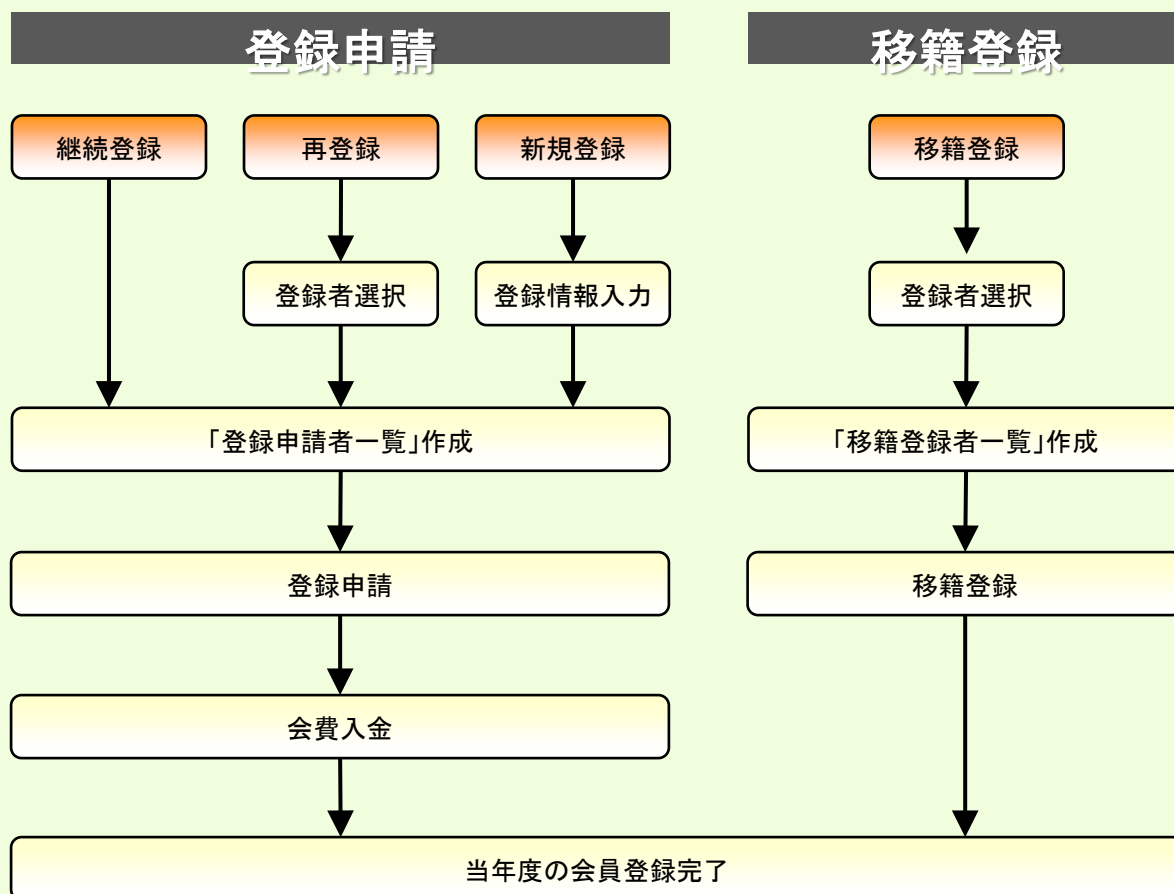 登録申請
移籍登録
継続登録
再登録
新規登録
移籍登録
登録者選択
登録情報入力
登録者選択
「登録申請者一覧」作成
「移籍登録者一覧」作成
登録申請
移籍登録
会費入金
当年度の会員登録完了